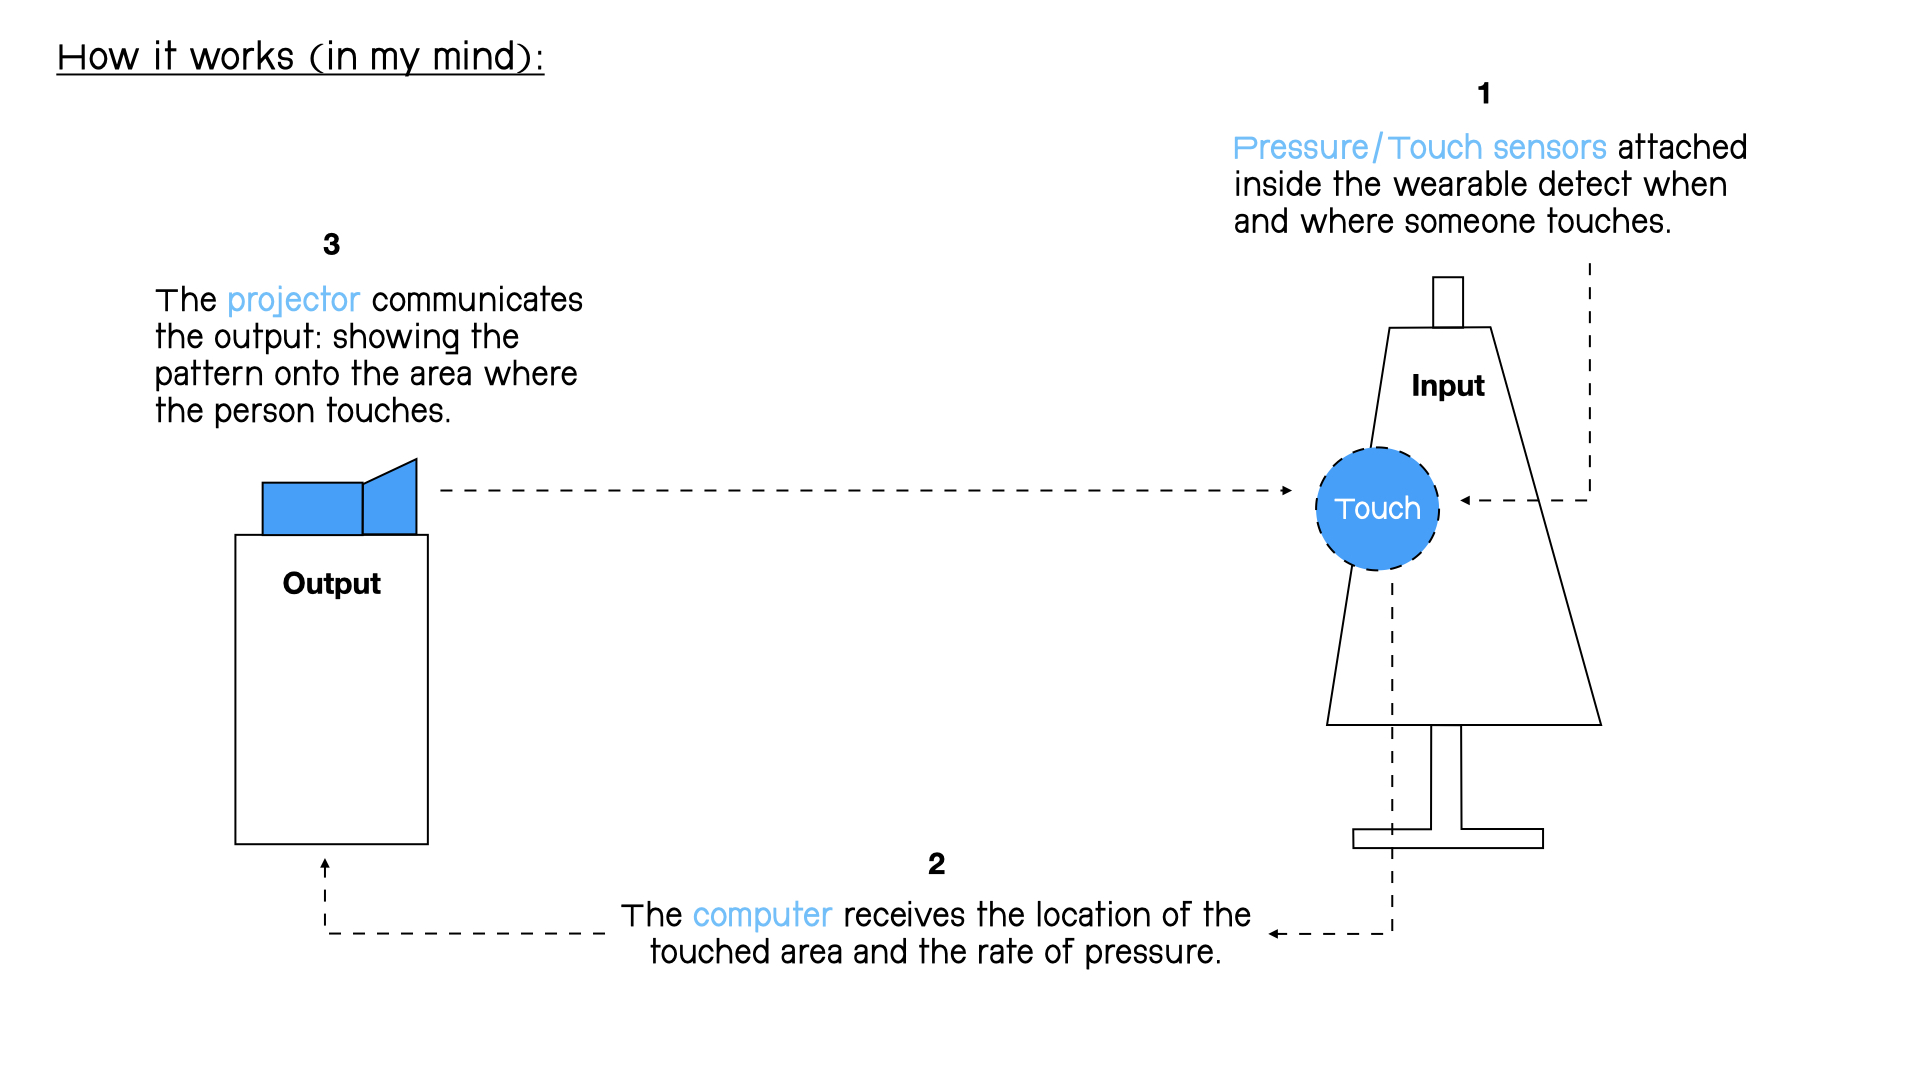 How it works (in my mind):
1
Pressure/Touch sensors attached
inside the wearable detect when
and where someone touches.
3
The projector communicates
the output: showing the
pattern onto the area where
the person touches.
Input
Touch
Output
2
The computer receives the location of the
touched area and the rate of pressure.